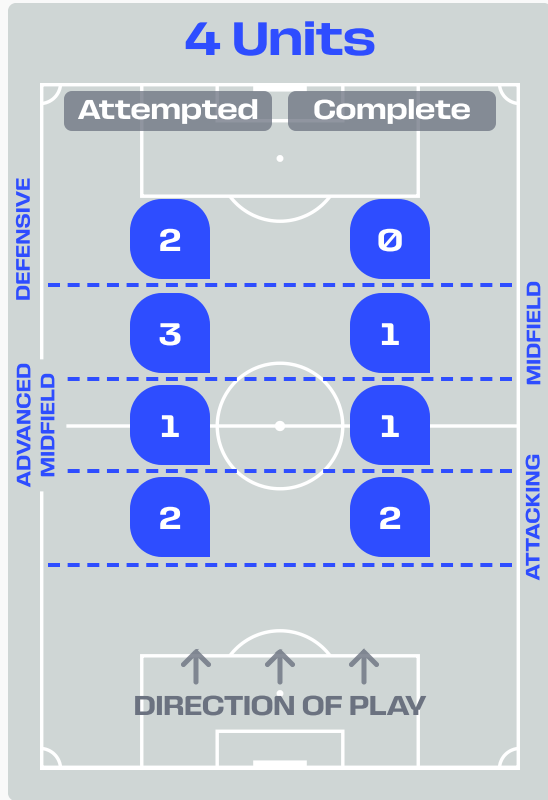 4 Units
Attempted Complete
DEFENSIVE
2 0
MIDFIELD
3 1
ADVANCED
MIDFIELD
1 1
ATTACKING
2 2
DIRECTION OF PLAY